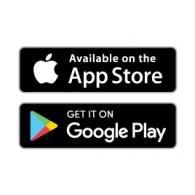 Available on the
App Store
GET IT ON
Google Play